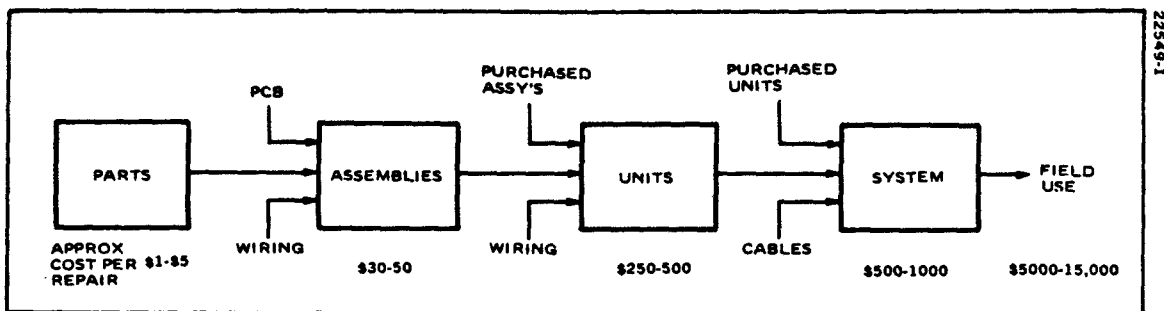 22549-1
PCB
PURCHASED
ASSY'S
PURCHASED
UNITS
PARTS
ASSEMBLIES
UNITS
SYSTEM
FIELD
USE
WIRING
WIRING
CABLES
APPROX
COST PER $1-$5
REPAIR
$30-50
$250-500
$500-1000
$5000-15,000